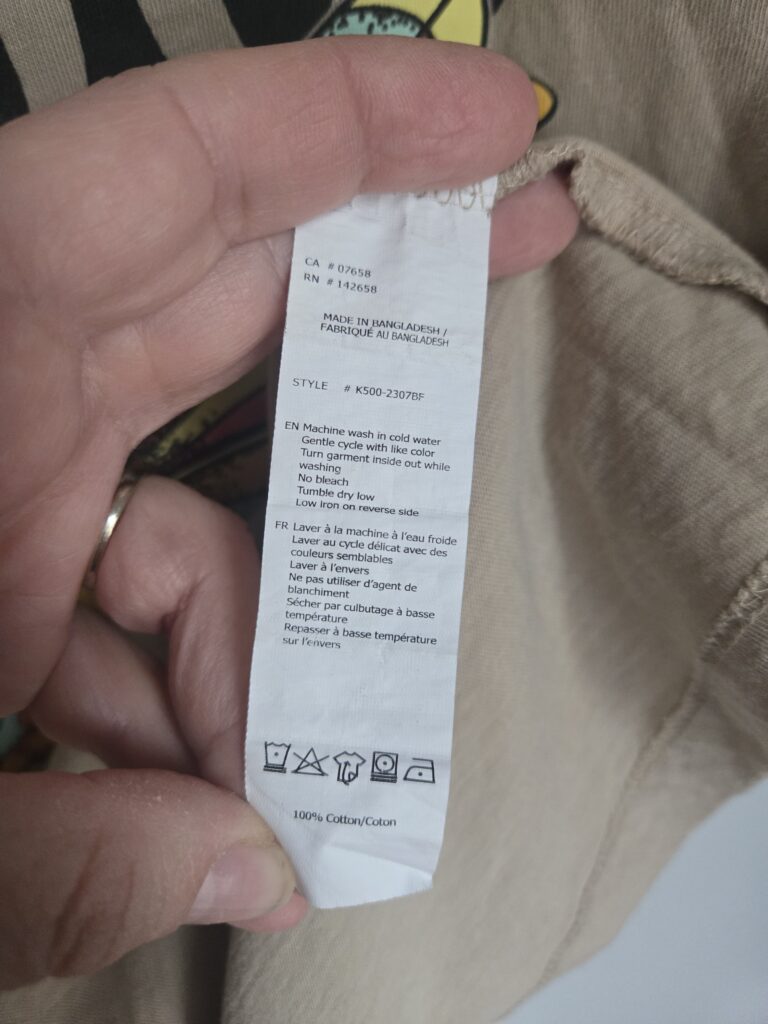 CA # 07658
RN # 142658
MADE IN BANGLADESH /
FABRIQUÉ AU BANGLADESH
STYLE # K500-2307BF
EN Machine wash in cold water
Gentle cycle with like color
Turn garment inside out while
washing
No bleach
Tumble dry low
Low iron on reverse side
FR Laver à la machine à l'eau froide
Laver au cycle délicat avec des
couleurs semblables
Laver à l'envers
Ne pas utiliser d'agent de
blanchiment
Sécher par culbutage à basse
température
Repasser à basse température
sur l'envers
100% Cotton/Coton